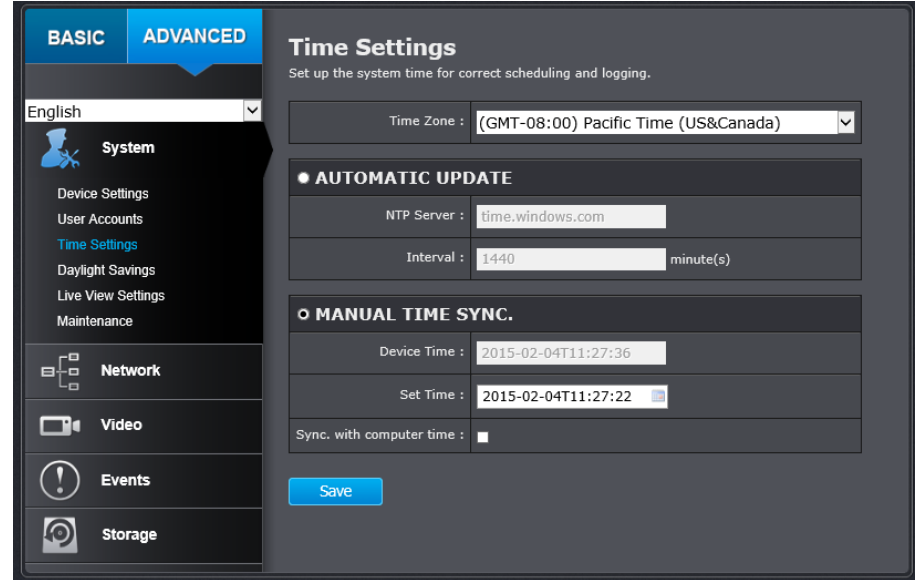 BASIC ADVANCED
English
System
Device Settings
User Accounts
Time Settings
Daylight Savings
Live View Settings
Maintenance
Network
Video
Events
Storage
Time Settings
Set up the system time for correct scheduling and logging.
Time Zone : (GMT-08:00) Pacific Time (US&Canada)
AUTOMATIC UPDATE
NTP Server : time.windows.com
Interval : 1440 minute(s)
MANUAL TIME SYNC.
Device Time : 2015-02-04T11:27:36
Set Time : 2015-02-04T11:27:22
Sync. with computer time :
Save